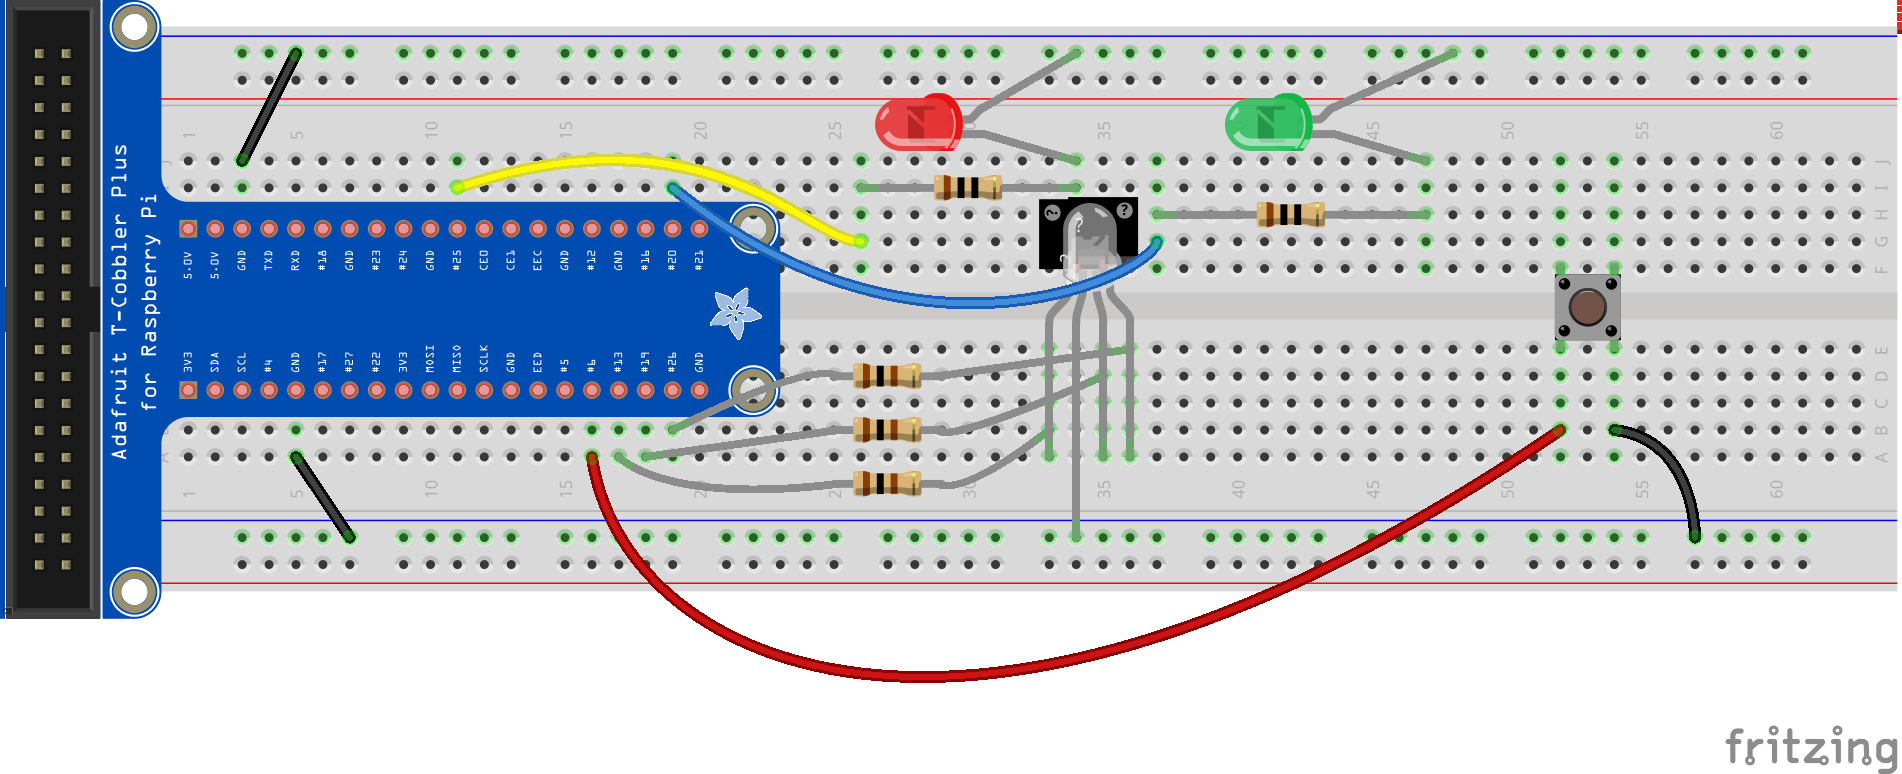 1 5 10 15 20 25 30 35 40 45 50 55 60
J
I
H
G
F
Adafruit T-Cobbler Plus
for Raspberry Pi
5.0V 5.0V GND TXD RXD #18 GND #23 #24 GND #25 CE0 CE1 EEC GND #12 GND #16 #20 #21
? ?
?
?
3V3 SDA SCL #4 GND #17 #27 #22 3V3 MOSI MISO SCLK GND EED #5 #6 #13 #19 #26 GND
E
D
C
B
A A
1 5 10 15 20 25 30 35 40 45 50 55 60
fritzing